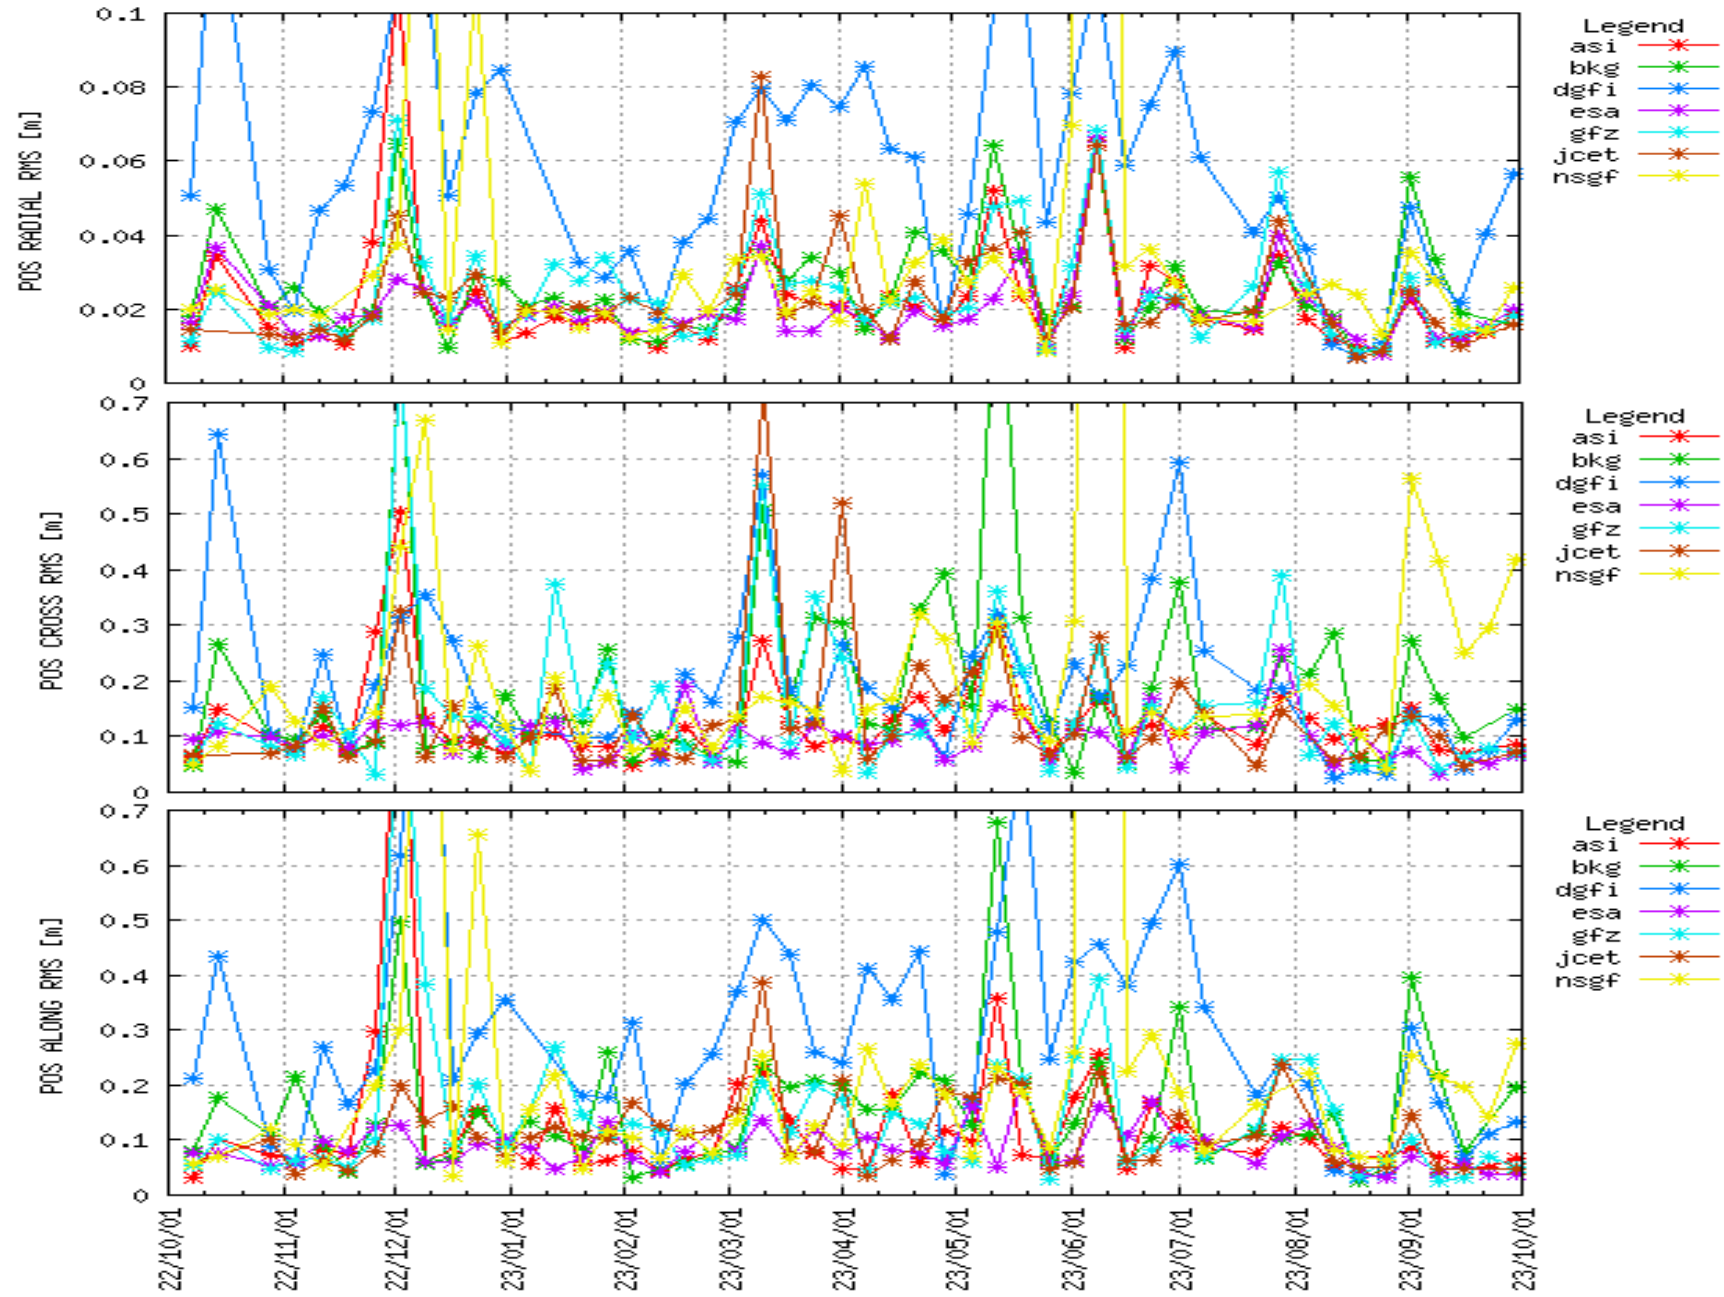 0.1
0.08
0.06
0.04
0.02
0
POS RADIAL RMS [m]
Legend
asi
bkg
dgfi
esa
gfz
jcet
nsgf
0.7
0.6
0.5
0.4
0.3
0.2
0.1
0
POS CROSS RMS [m]
Legend
asi
bkg
dgfi
esa
gfz
jcet
nsgf
0.7
0.6
0.5
0.4
0.3
0.2
0.1
0
POS ALONG RMS [m]
Legend
asi
bkg
dgfi
esa
gfz
jcet
nsgf
22/10/01
22/11/01
22/12/01
23/01/01
23/02/01
23/03/01
23/04/01
23/05/01
23/06/01
23/07/01
23/08/01
23/09/01
23/10/01